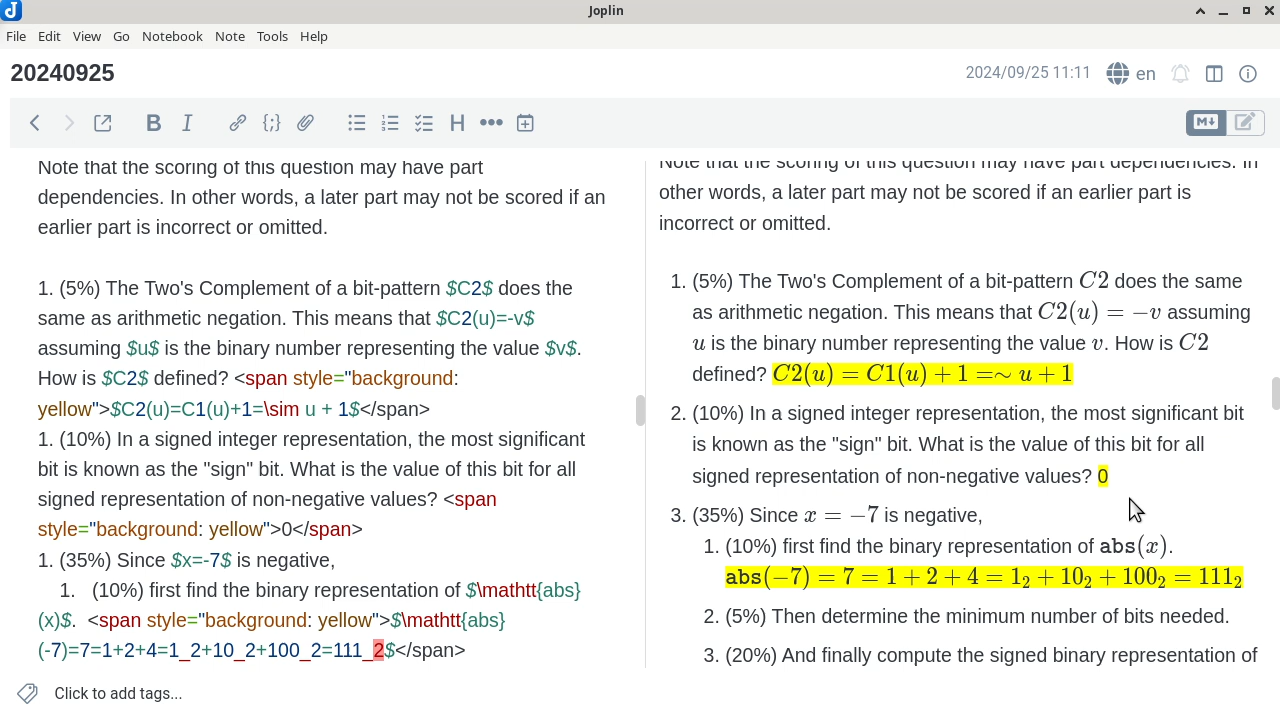 Joplin
File Edit View Go Notebook Note Tools Help
20240925
2024/09/25 11:11 en
B I H M↓
Note that the scoring of this question may have part
dependencies. In other words, a later part may not be scored if an
earlier part is incorrect or omitted.
1. (5%) The Two's Complement of a bit-pattern $C2$ does the
same as arithmetic negation. This means that $C2(u)=-v$
assuming $u$ is the binary number representing the value $v$.
How is $C2$ defined? <span style="background:
yellow">$C2(u)=C1(u)+1=\sim u + 1$</span>
1. (10%) In a signed integer representation, the most significant
bit is known as the "sign" bit. What is the value of this bit for all
signed representation of non-negative values? <span
style="background: yellow">0</span>
1. (35%) Since $x=-7$ is negative,
1. (10%) first find the binary representation of $\mathtt{abs}
(x)$. <span style="background: yellow">$\mathtt{abs}
(-7)=7=1+2+4=1_2+10_2+100_2=111_2$</span>
Note that the scoring of this question may have part dependencies. In
other words, a later part may not be scored if an earlier part is
incorrect or omitted.
1. (5%) The Two's Complement of a bit-pattern C2 does the same
as arithmetic negation. This means that C2(u) = −v assuming
u is the binary number representing the value v. How is C2
defined? C2(u) = C1(u) + 1 =∼ u + 1
2. (10%) In a signed integer representation, the most significant bit
is known as the "sign" bit. What is the value of this bit for all
signed representation of non-negative values? 0
3. (35%) Since x = −7 is negative,
1. (10%) first find the binary representation of abs(x).
abs(−7) = 7 = 1 + 2 + 4 = 1₂ + 10₂ + 100₂ = 111₂
2. (5%) Then determine the minimum number of bits needed.
3. (20%) And finally compute the signed binary representation of
Click to add tags...